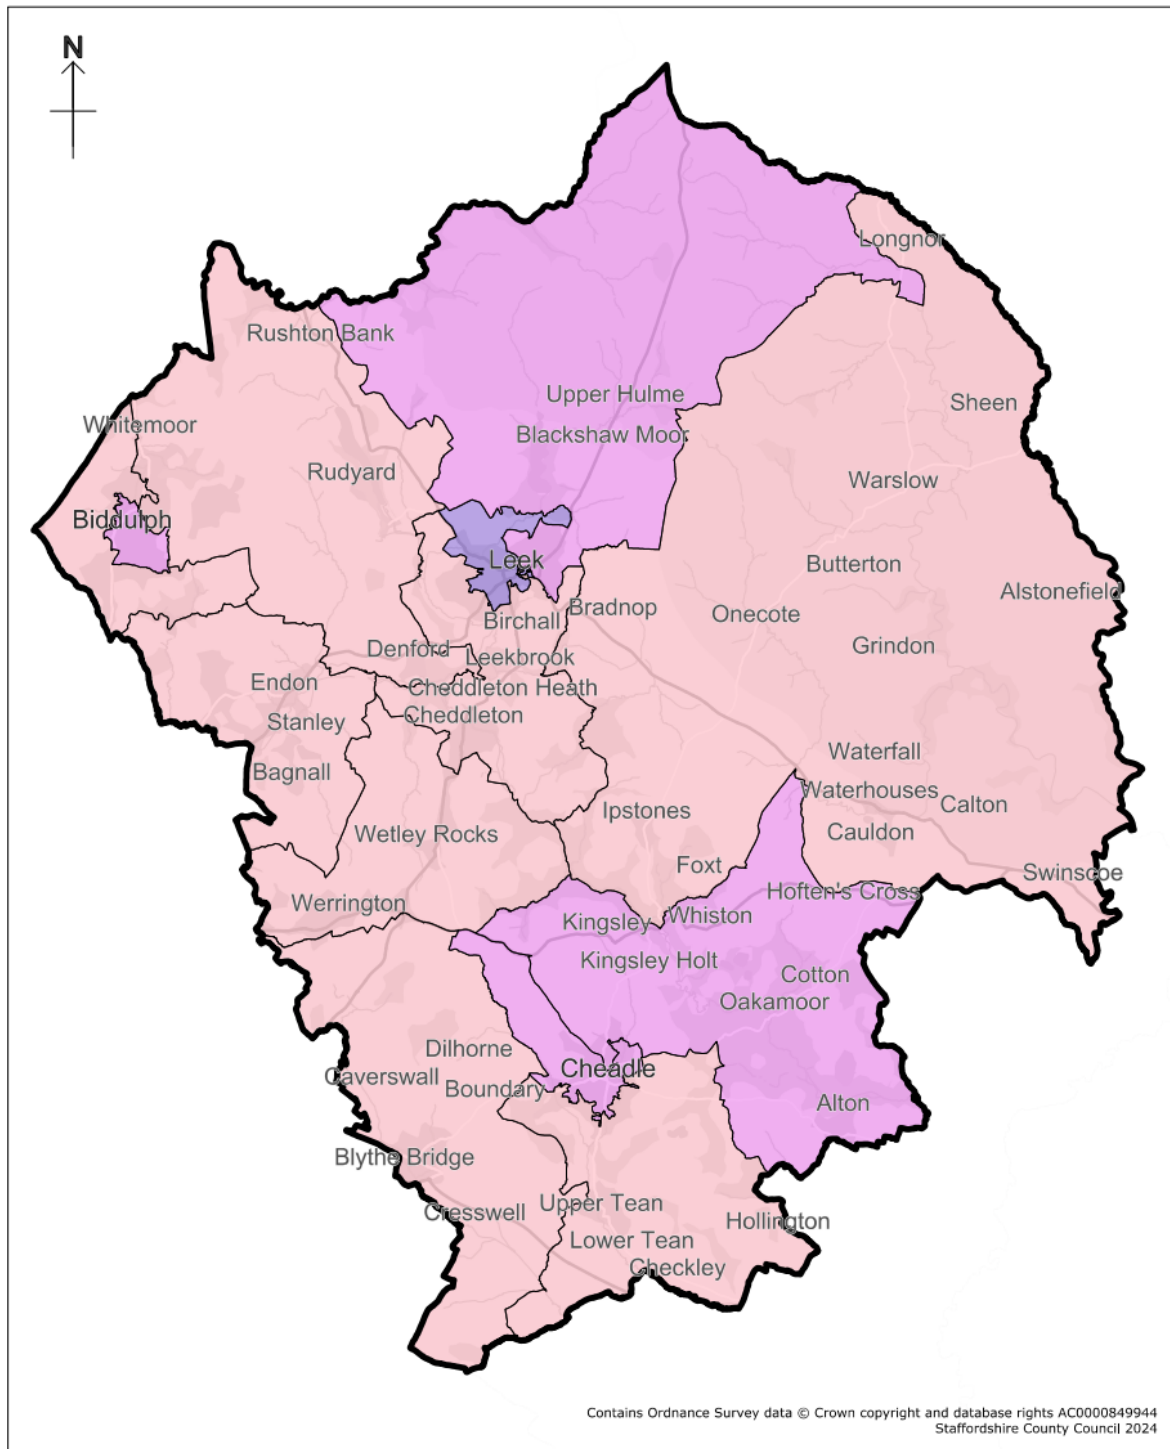 N
Longnor
Rushton Bank
Upper Hulme
Sheen
Whitemoor
Blackshaw Moor
Rudyard
Warslow
Biddulph
Leek
Butterton
Alstonefield
Bradnop
Onecote
Birchall
Grindon
Denford
Leekbrook
Endon
Cheddleton Heath
Stanley
Cheddleton
Waterfall
Bagnall
Waterhouses
Calton
Ipstones
Wetley Rocks
Cauldon
Foxt
Swinscoe
Hoften's Cross
Werrington
Kingsley
Whiston
Kingsley Holt
Cotton
Oakamoor
Dilhorne
Cheadle
Caverswall
Boundary
Alton
Blythe Bridge
Upper Tean
Cresswell
Hollington
Lower Tean
Checkley
Contains Ordnance Survey data © Crown copyright and database rights AC0000849944
Staffordshire County Council 2024